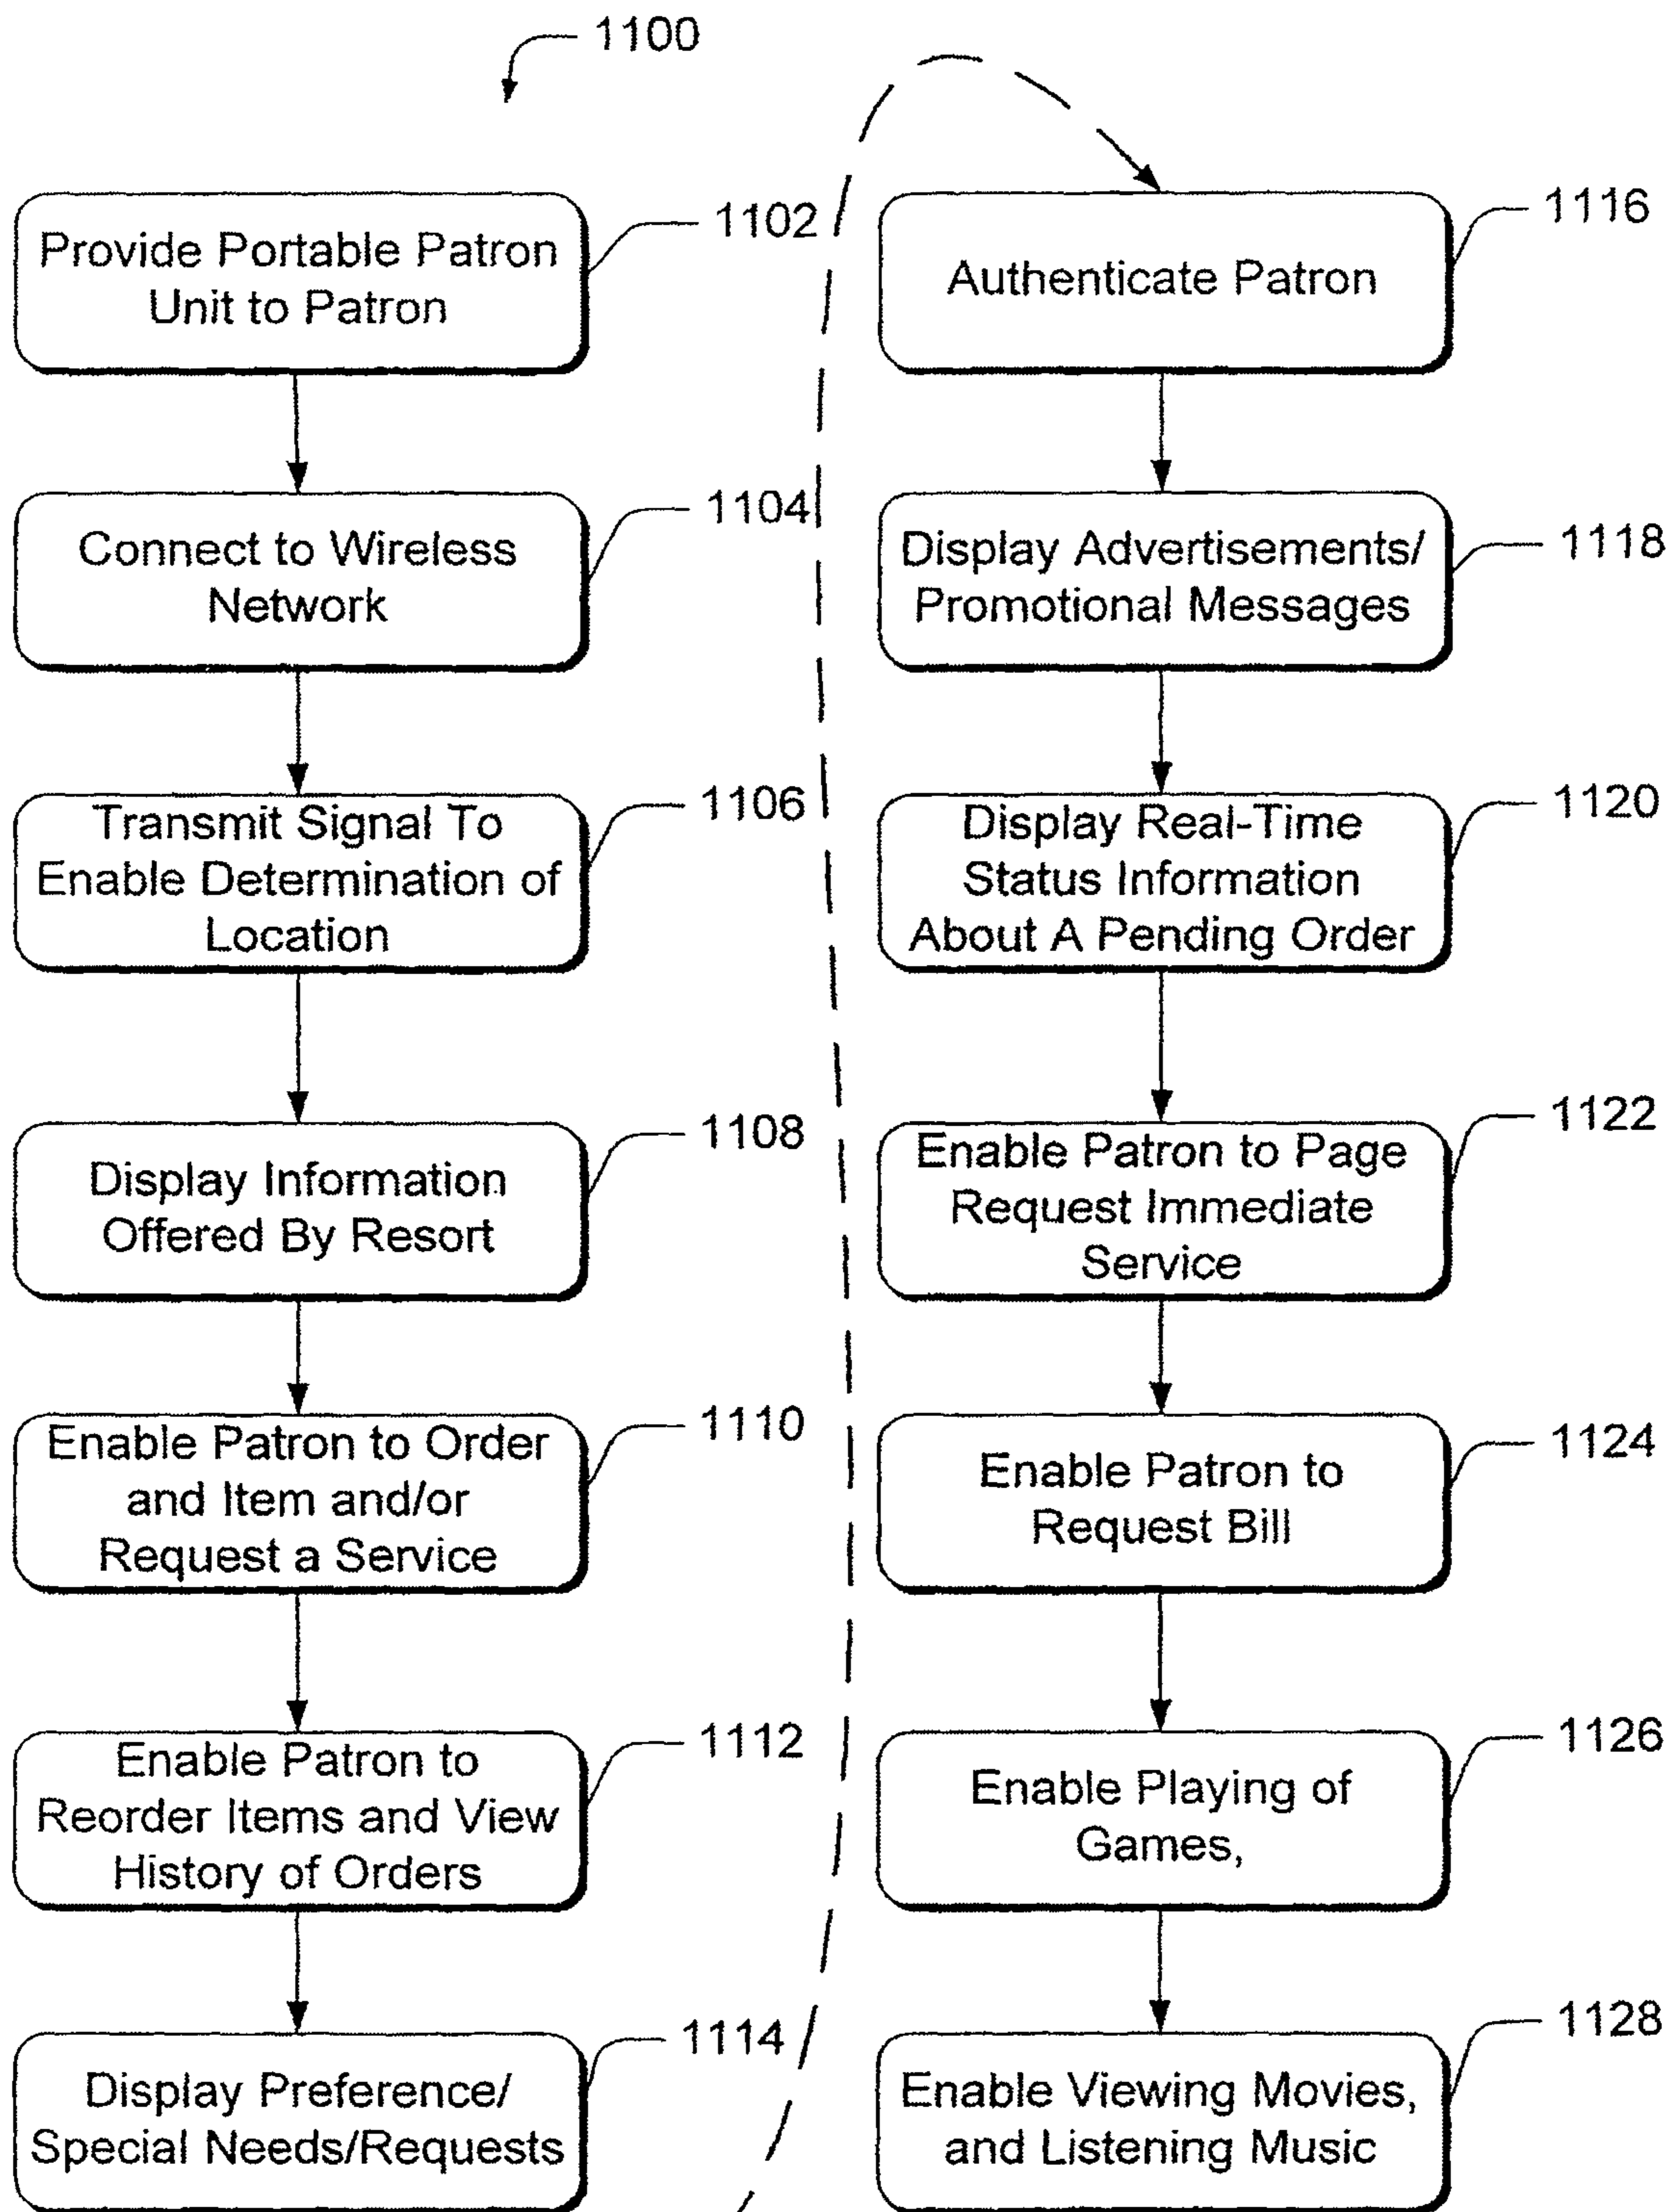 1100
Provide Portable Patron
Unit to Patron
1102
Connect to Wireless
Network
1104
Transmit Signal To
Enable Determination of
Location
1106
Display Information
Offered By Resort
1108
Enable Patron to Order
and Item and/or
Request a Service
1110
Enable Patron to
Reorder Items and View
History of Orders
1112
Display Preference/
Special Needs/Requests
1114
Authenticate Patron
1116
Display Advertisements/
Promotional Messages
1118
Display Real-Time
Status Information
About A Pending Order
1120
Enable Patron to Page
Request Immediate
Service
1122
Enable Patron to
Request Bill
1124
Enable Playing of
Games,
1126
Enable Viewing Movies,
and Listening Music
1128